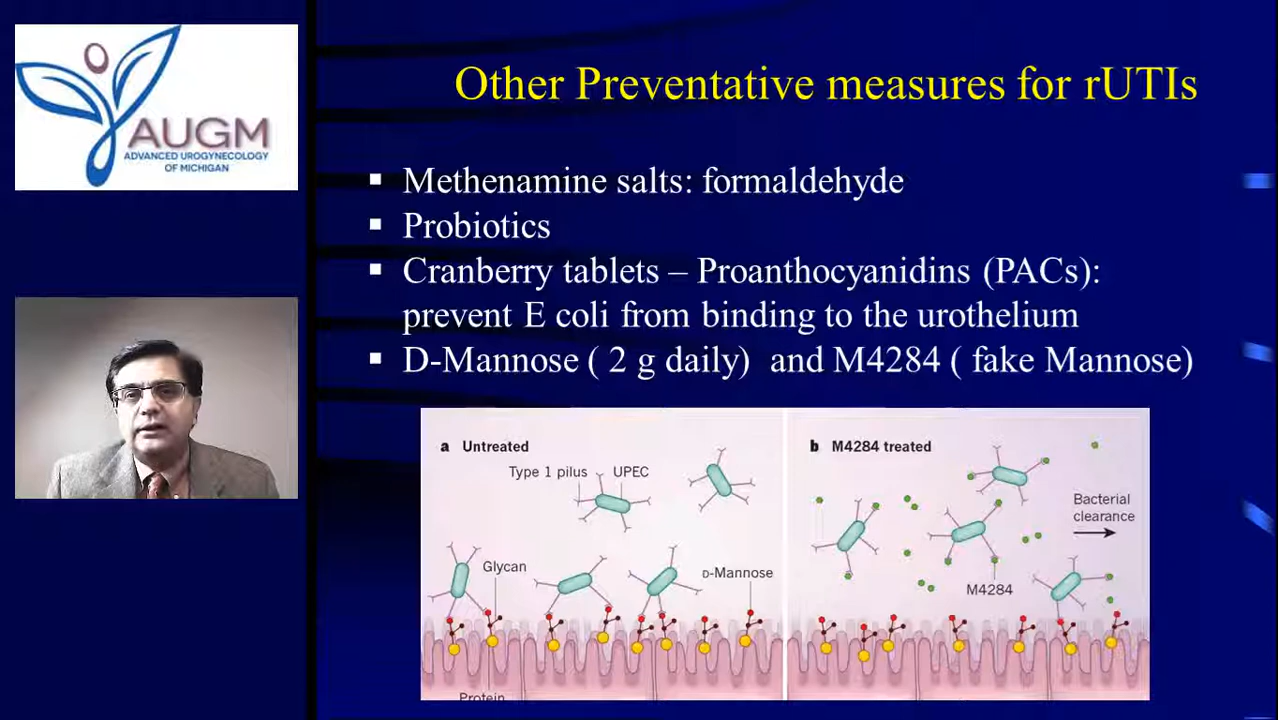 AUGM
ADVANCED UROGYNECOLOGY
OF MICHIGAN
Other Preventative measures for rUTIs
▪ Methenamine salts: formaldehyde
▪ Probiotics
▪ Cranberry tablets – Proanthocyanidins (PACs):
prevent E coli from binding to the urothelium
▪ D-Mannose ( 2 g daily)  and M4284 ( fake Mannose)
a Untreated
Type 1 pilus
UPEC
Glycan
D-Mannose
Protein
b M4284 treated
Bacterial
clearance
M4284